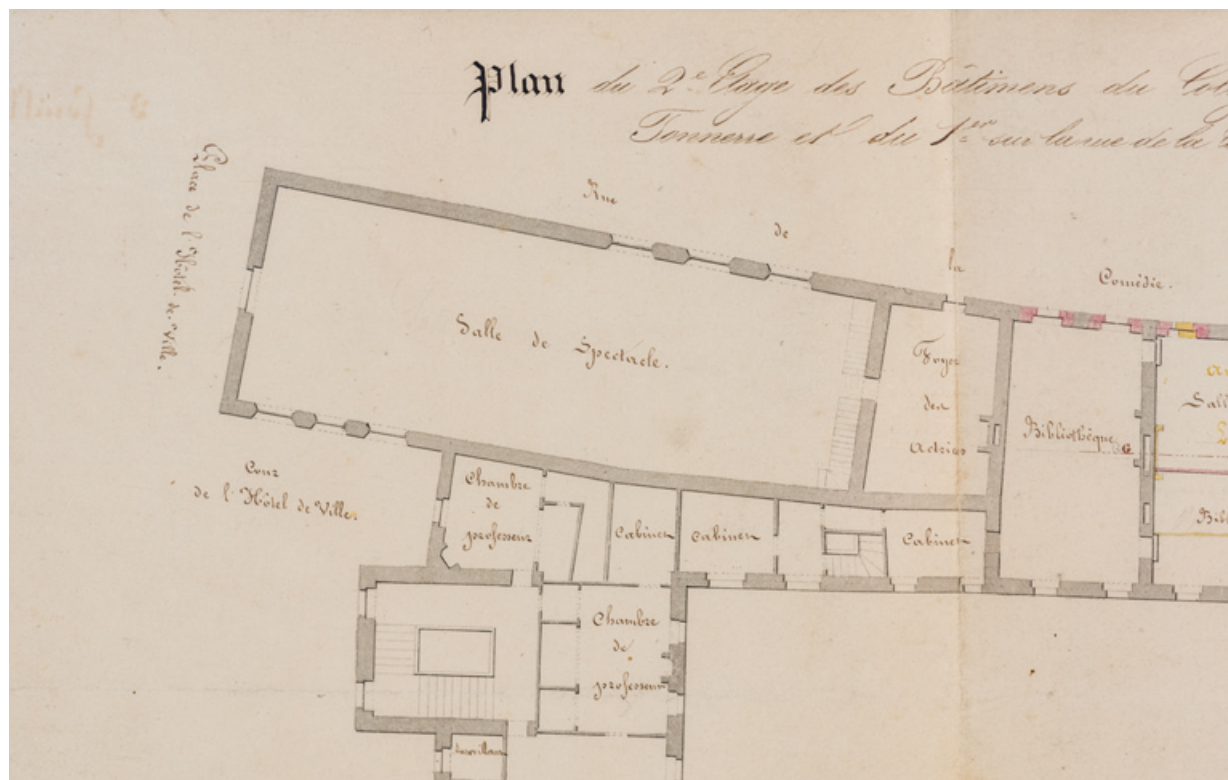 Plan du 2e Etage des Bâtimens du
Tonnerre et du 1er sur la rue de la
Place de l'Hôtel de Ville.
Rue de la Comédie.
Salle de Spectacle.
Foyer
des
Actrices
Bibliothèque
Cour
de l'Hôtel de Ville.
Chambre
de
professeur
Cabinet
Cabinet
Cabinet
Chambre
de
professeur